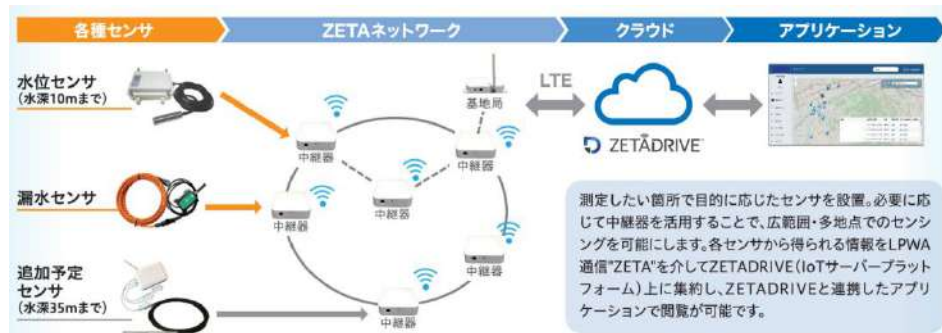 各種センサ
ZETAネットワーク
クラウド
アプリケーション
水位センサ
(水深10mまで)
漏水センサ
追加予定
センサ
(水深35mまで)
中継器
中継器
中継器
中継器
中継器
中継器
基地局
LTE
ZETADRIVE™
測定したい箇所で目的に応じたセンサを設置。必要に応
じて中継器を活用することで、広範囲・多地点でのセンシ
ングを可能にします。各センサから得られる情報をLPWA
通信"ZETA"を介してZETADRIVE(IoTサーバープラット
フォーム)上に集約し、ZETADRIVEと連携したアプリ
ケーションで閲覧が可能です。